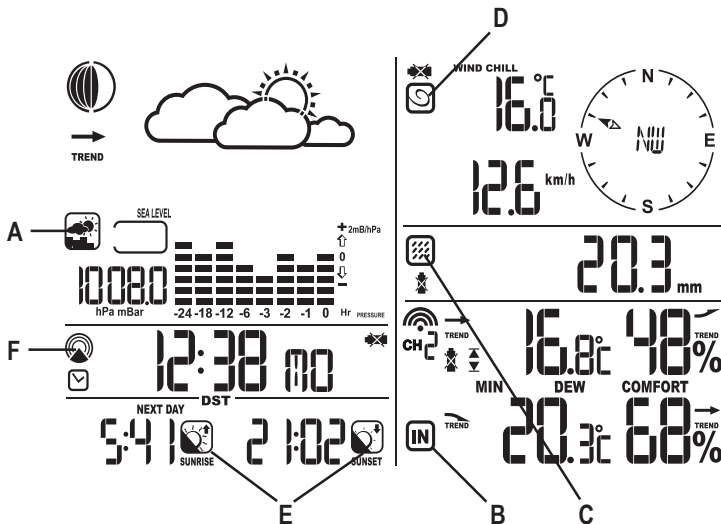 D
WIND CHILL
16.0°C
N
W
NW
E
S
12.6 km/h
TREND
A
SEA LEVEL
+2mB/hPa
0
1008.0
hPa mBar
-24 -18 -12 -6 -3 -2 -1 0 Hr PRESSURE
20.3 mm
F
12:38 MO
DST
CH2
TREND
16.8°C
48%
TREND
MIN
DEW
COMFORT
NEXT DAY
5:41
SUNRISE
21:02
SUNSET
IN
TREND
20.3°C
68%
TREND
E
B
C